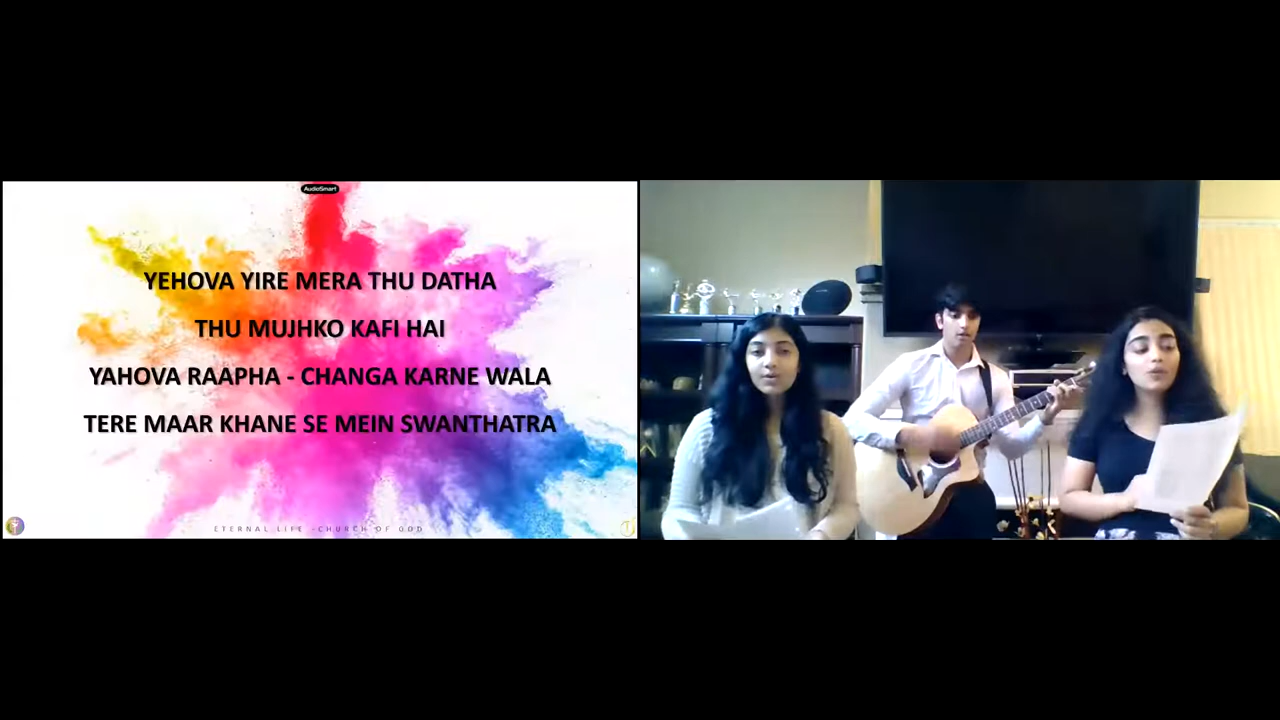 AudioSmart
YEHOVA YIRE MERA THU DATHA
THU MUJHKO KAFI HAI
YAHOVA RAAPHA - CHANGA KARNE WALA
TERE MAAR KHANE SE MEIN SWANTHATRA
ETERNAL LIFE -CHURCH OF GOD